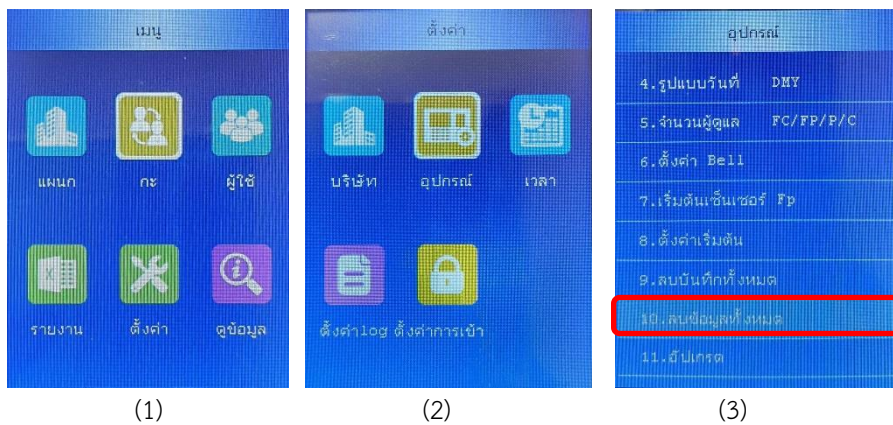 เมนู
แผนก กะ ผู้ใช้
รายงาน ตั้งค่า ดูข้อมูล
(1)
ตั้งค่า
บริษัท อุปกรณ์ เวลา
ตั้งค่าlog ตั้งค่าการเข้า
(2)
อุปกรณ์
4.รูปแบบวันที่ DMY
5.จำนวนผู้ดูแล FC/FP/P/C
6.ตั้งค่า Bell
7.เริ่มต้นเซ็นเซอร์ Fp
8.ตั้งค่าเริ่มต้น
9.ลบบันทึกทั้งหมด
10.ลบข้อมูลทั้งหมด
11.อัปเกรด
(3)